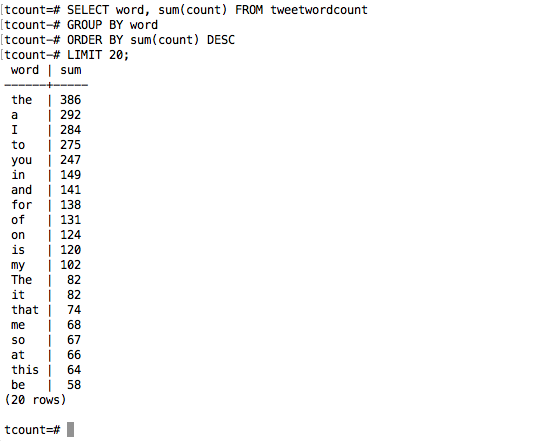 [tcount=# SELECT word, sum(count) FROM tweetwordcount
[tcount-# GROUP BY word
[tcount-# ORDER BY sum(count) DESC
[tcount-# LIMIT 20;
 word | sum
------+-----
 the  | 386
 a    | 292
 I    | 284
 to   | 275
 you  | 247
 in   | 149
 and  | 141
 for  | 138
 of   | 131
 on   | 124
 is   | 120
 my   | 102
 The  |  82
 it   |  82
 that |  74
 me   |  68
 so   |  67
 at   |  66
 this |  64
 be   |  58
(20 rows)
tcount=#